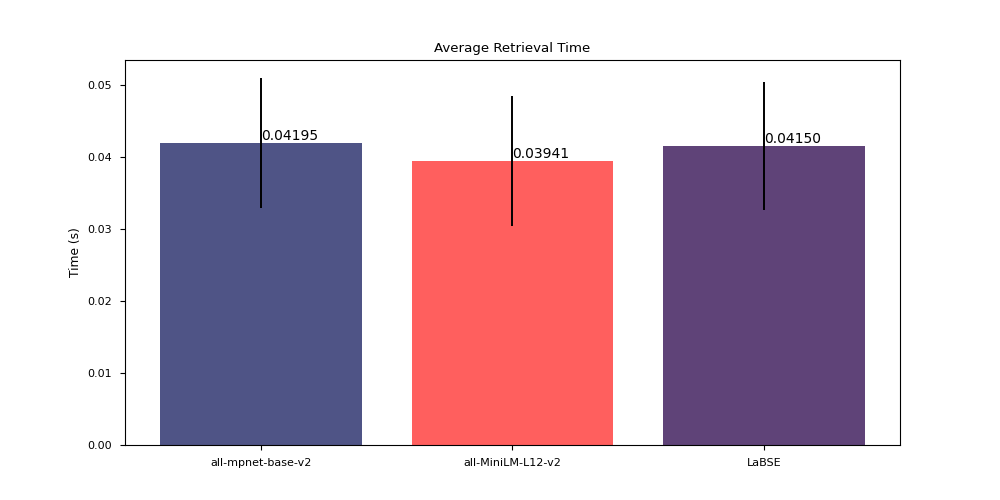 Average Retrieval Time
Time (s)
0.05
0.04
0.03
0.02
0.01
0.00
0.04195
0.03941
0.04150
all-mpnet-base-v2
all-MiniLM-L12-v2
LaBSE